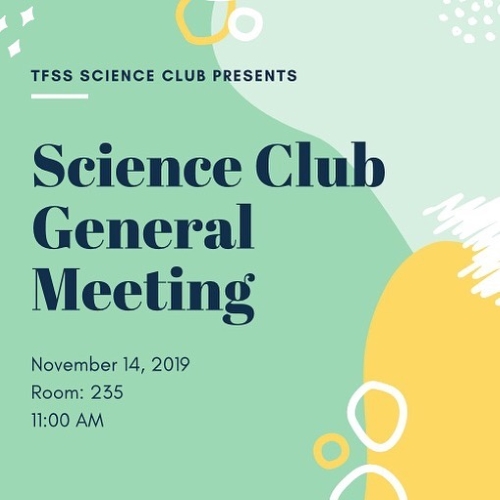 TFSS SCIENCE CLUB PRESENTS
Science Club
General
Meeting
November 14, 2019
Room: 235
11:00 AM